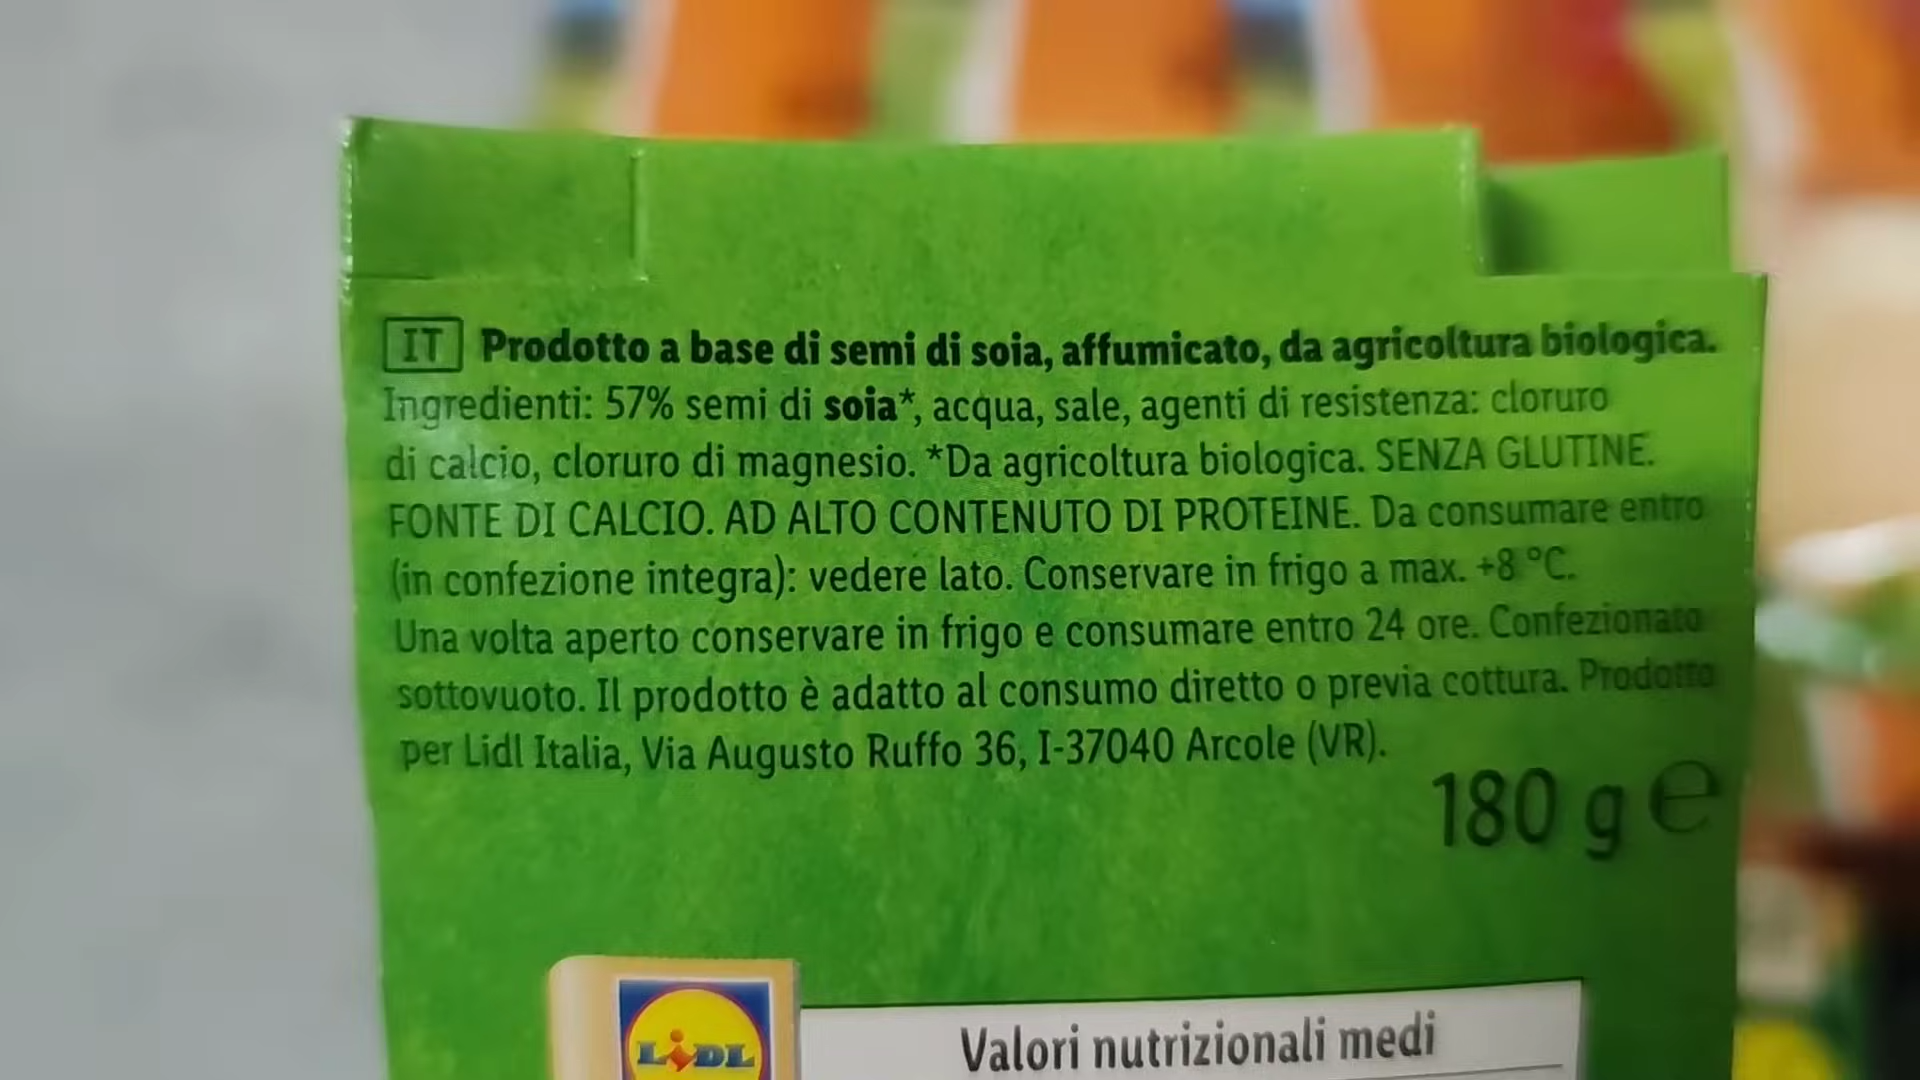 IT Prodotto a base di semi di soia, affumicato, da agricoltura biologica.
Ingredienti: 57% semi di soia*, acqua, sale, agenti di resistenza: cloruro
di calcio, cloruro di magnesio. *Da agricoltura biologica. SENZA GLUTINE.
FONTE DI CALCIO. AD ALTO CONTENUTO DI PROTEINE. Da consumare entro
(in confezione integra): vedere lato. Conservare in frigo a max. +8 °C.
Una volta aperto conservare in frigo e consumare entro 24 ore. Confezionato
sottovuoto. Il prodotto è adatto al consumo diretto o previa cottura. Prodotto
per Lidl Italia, Via Augusto Ruffo 36, I-37040 Arcole (VR).
180 g e
LiDL
Valori nutrizionali medi